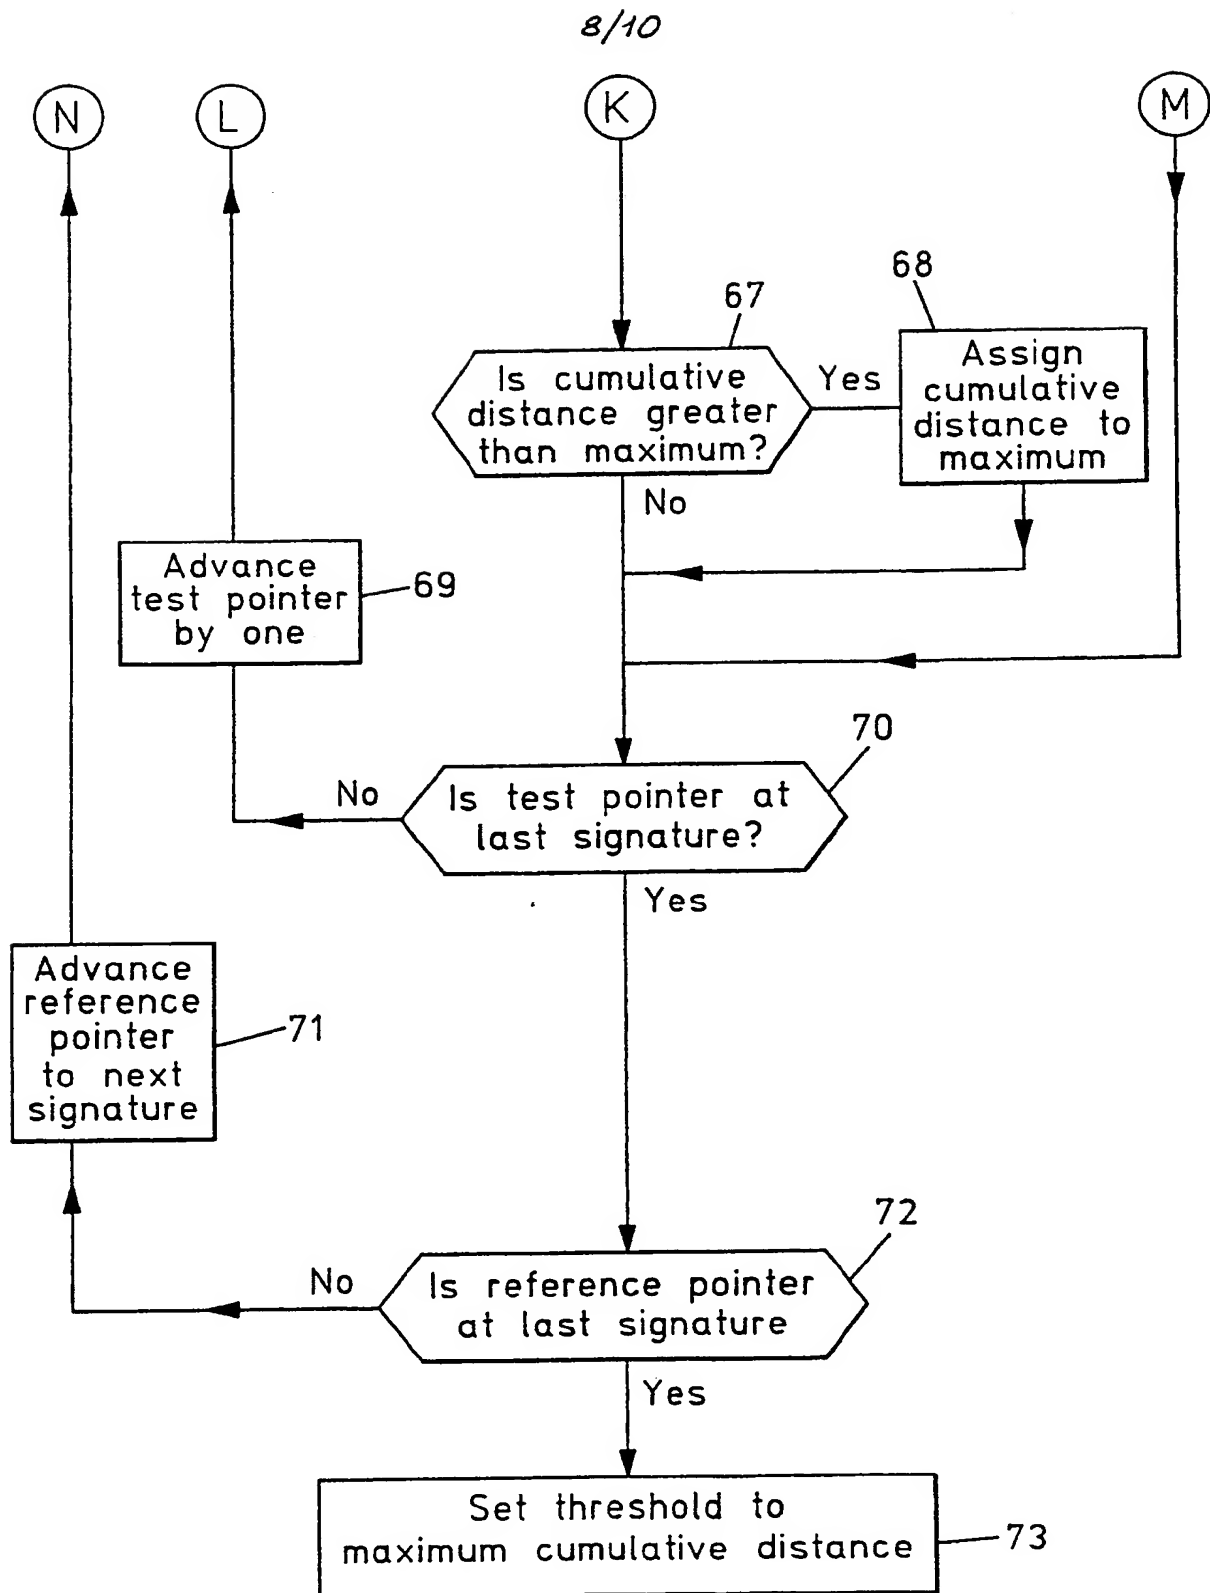 8/10
N
L
K
M
67
68
Is cumulative
distance greater
than maximum?
Yes
Assign
cumulative
distance to
maximum
No
Advance
test pointer
by one
69
70
No
Is test pointer at
last signature?
Yes
Advance
reference
pointer
to next
signature
71
72
No
Is reference pointer
at last signature
Yes
Set threshold to
maximum cumulative distance
73